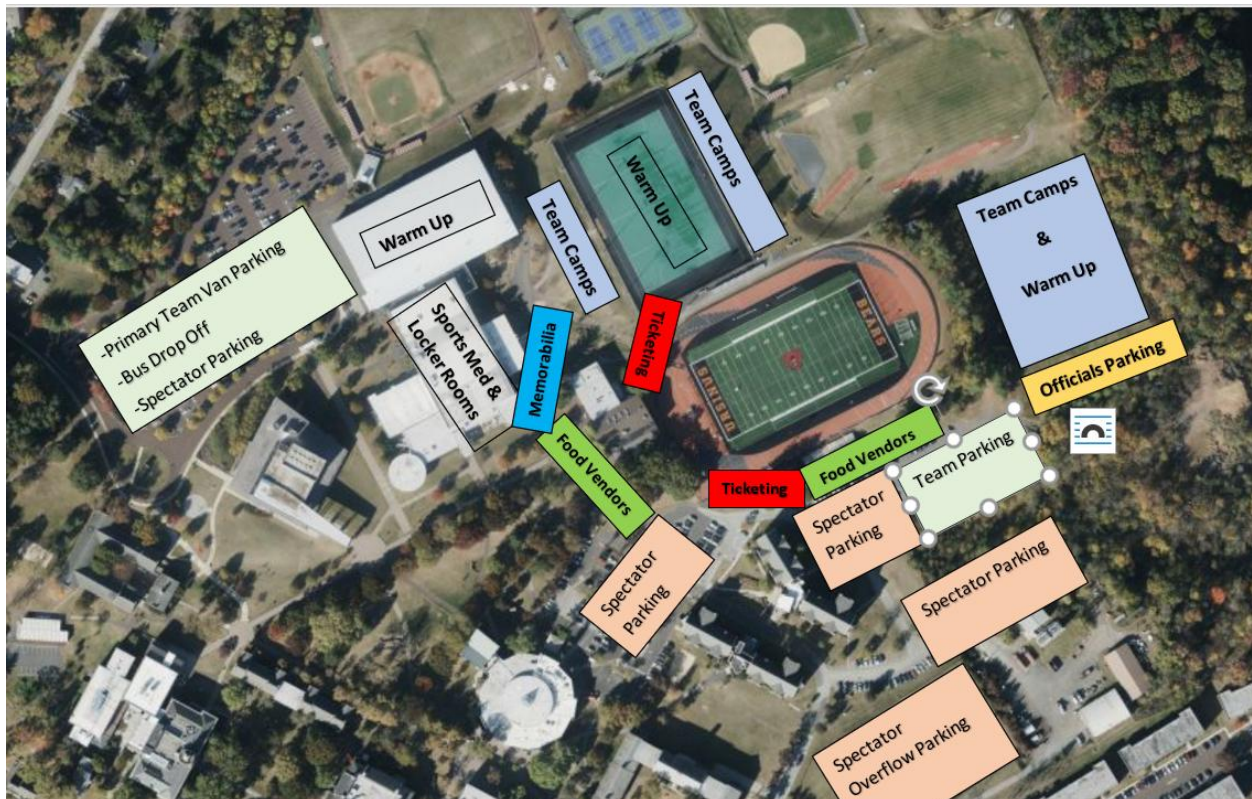 Team Camps
Warm Up
Team Camps
&
Warm Up
Warm Up
Team Camps
-Primary Team Van Parking
-Bus Drop Off
-Spectator Parking
Sports Med &
Locker Rooms
Memorabilia
Ticketing
BEARS
URSINUS
Officials Parking
Food Vendors
Ticketing
Food Vendors
Team Parking
Spectator
Parking
Spectator
Parking
Spectator Parking
Spectator
Overflow Parking